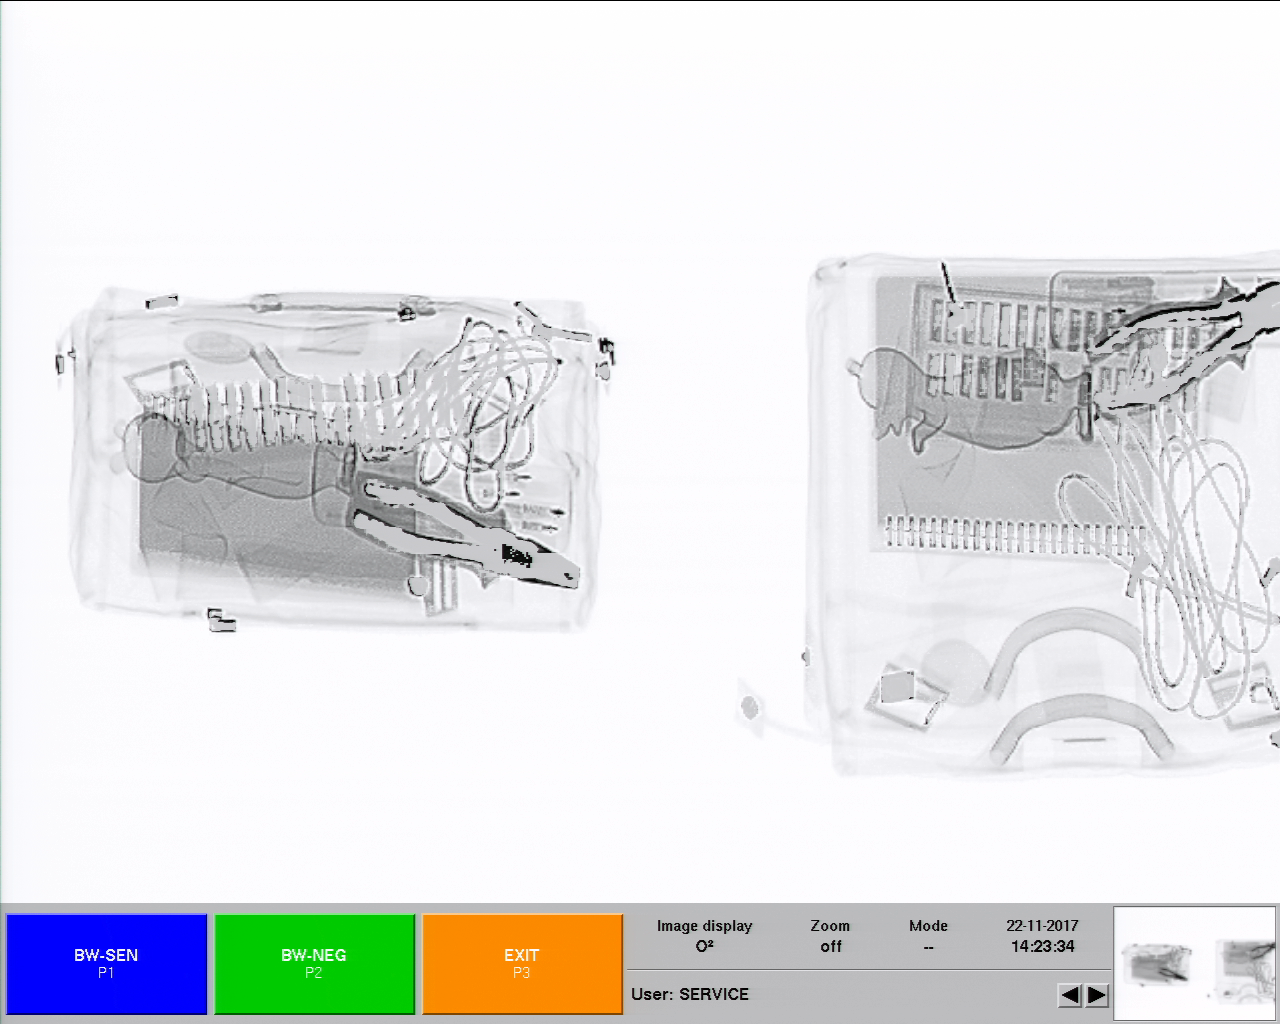 BW-SEN
P1
BW-NEG
P2
EXIT
P3
Image display
O²
Zoom
off
Mode
--
22-11-2017
14:23:34
User: SERVICE